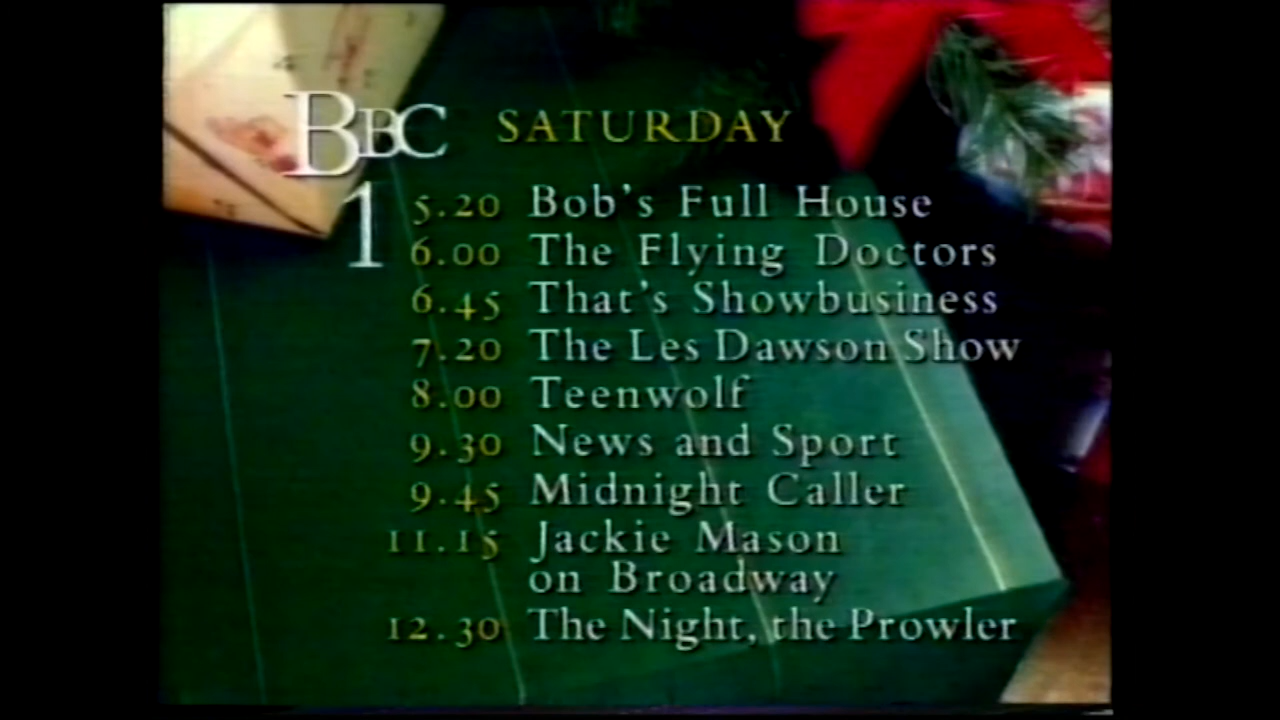 BBC SATURDAY
1
5.20 Bob's Full House
6.00 The Flying Doctors
6.45 That's Showbusiness
7.20 The Les Dawson Show
8.00 Teenwolf
9.30 News and Sport
9.45 Midnight Caller
11.15 Jackie Mason
on Broadway
12.30 The Night, the Prowler